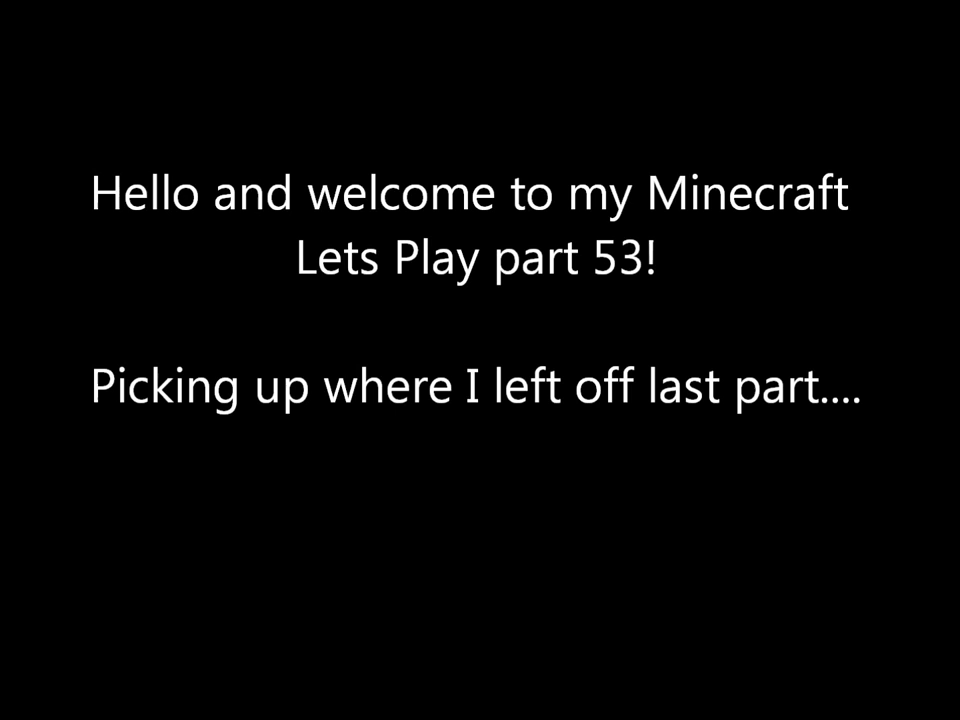 Hello and welcome to my Minecraft
Lets Play part 53!
Picking up where I left off last part....